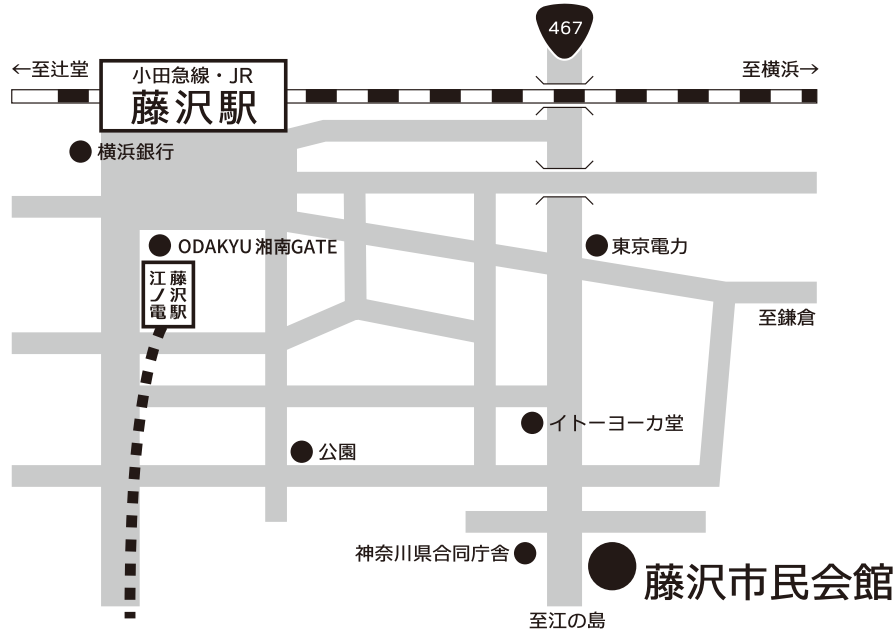 467
←至辻堂
小田急線・JR
藤沢駅
至横浜→
横浜銀行
ODAKYU 湘南GATE
東京電力
藤沢駅
江ノ電
至鎌倉
イトーヨーカ堂
公園
神奈川県合同庁舎
藤沢市民会館
至江の島